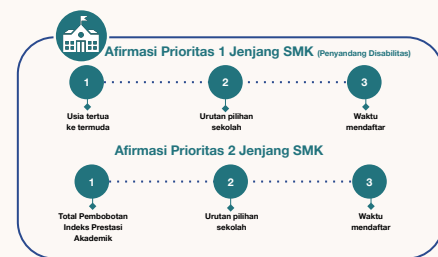 Afirmasi Prioritas 1 Jenjang SMK (Penyandang Disabilitas)
1
2
3
Usia tertua
ke termuda
Urutan pilihan
sekolah
Waktu
mendaftar
Afirmasi Prioritas 2 Jenjang SMK
1
2
3
Total Pembobotan
Indeks Prestasi
Akademik
Urutan pilihan
sekolah
Waktu
mendaftar